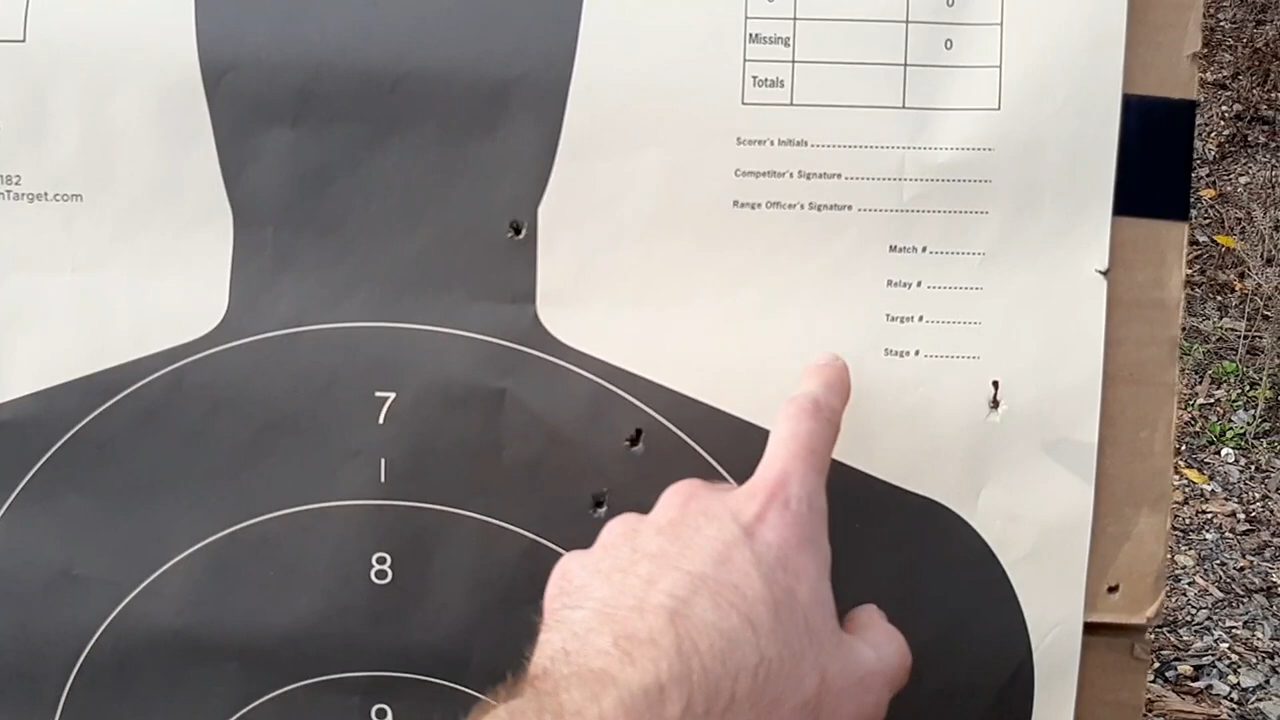 0
Missing 0
Totals
Scorer's Initials
Competitor's Signature
182
nTarget.com
Range Officer's Signature
Match #
Relay #
Target #
Stage #
7
8
9